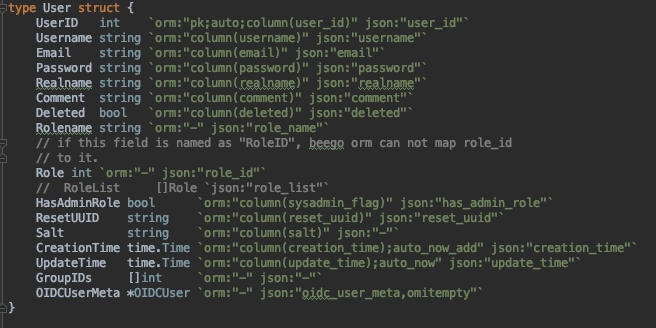 type User struct {
UserID int `orm:"pk;auto;column(user_id)" json:"user_id"`
Username string `orm:"column(username)" json:"username"`
Email string `orm:"column(email)" json:"email"`
Password string `orm:"column(password)" json:"password"`
Realname string `orm:"column(realname)" json:"realname"`
Comment string `orm:"column(comment)" json:"comment"`
Deleted bool `orm:"column(deleted)" json:"deleted"`
Rolename string `orm:"-" json:"role_name"`
// if this field is named as "RoleID", beego orm can not map role_id
// to it.
Role int `orm:"-" json:"role_id"`
// RoleList []Role `json:"role_list"`
HasAdminRole bool `orm:"column(sysadmin_flag)" json:"has_admin_role"`
ResetUUID string `orm:"column(reset_uuid)" json:"reset_uuid"`
Salt string `orm:"column(salt)" json:"-"`
CreationTime time.Time `orm:"column(creation_time);auto_now_add" json:"creation_time"`
UpdateTime time.Time `orm:"column(update_time);auto_now" json:"update_time"`
GroupIDs []int `orm:"-" json:"-"`
OIDCUserMeta *OIDCUser `orm:"-" json:"oidc_user_meta,omitempty"`
}